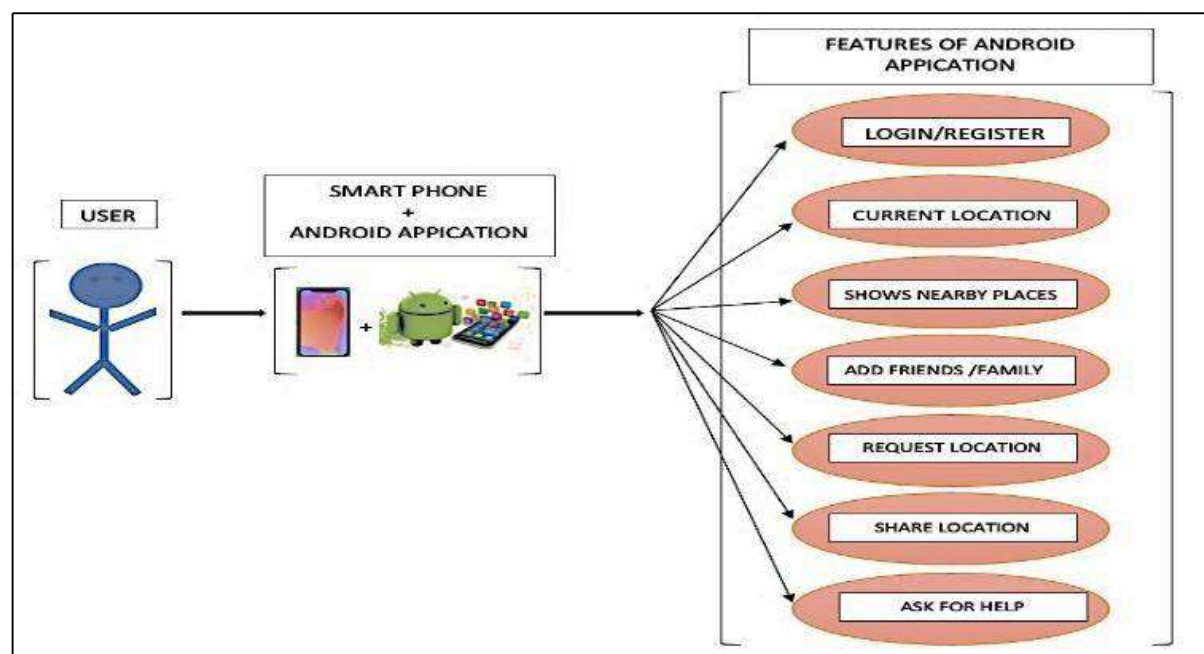 FEATURES OF ANDROID
APPICATION
USER
SMART PHONE
+
ANDROID APPICATION
+
LOGIN/REGISTER
CURRENT LOCATION
SHOWS NEARBY PLACES
ADD FRIENDS /FAMILY
REQUEST LOCATION
SHARE LOCATION
ASK FOR HELP